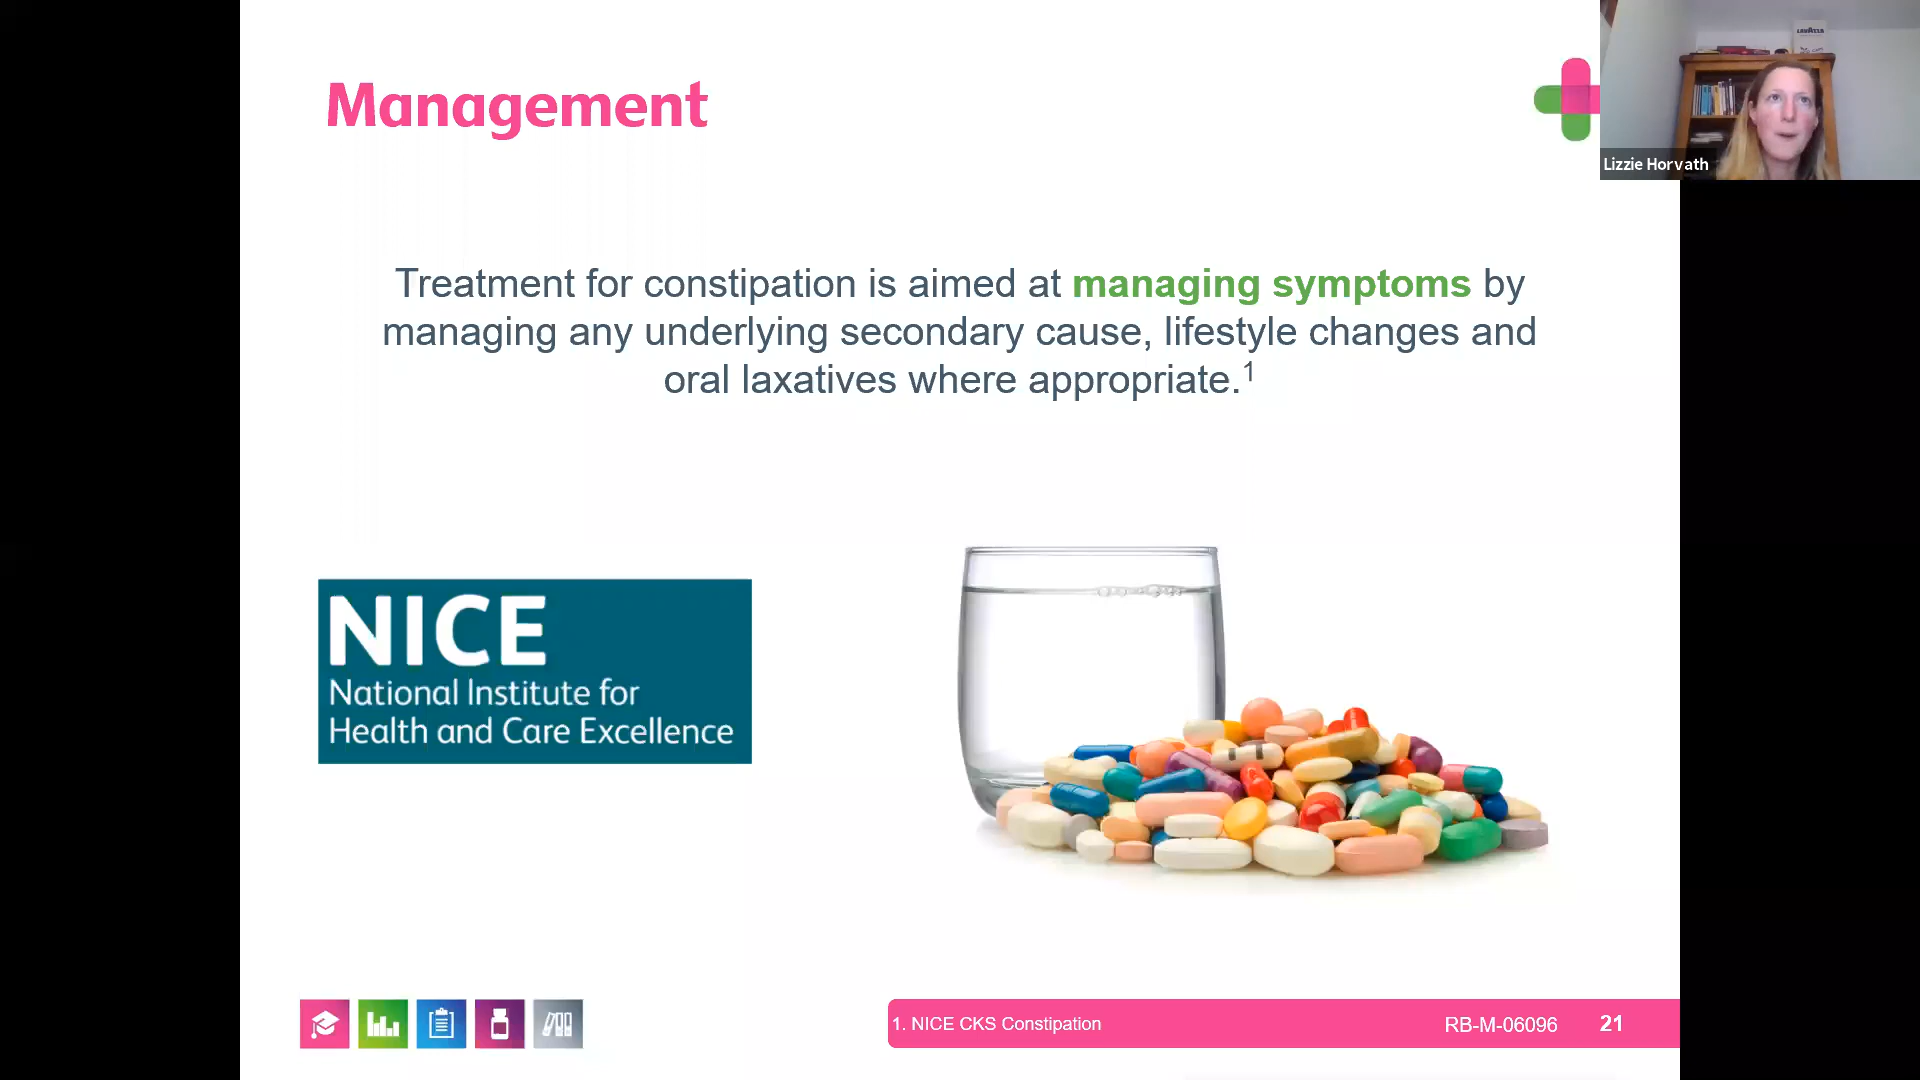 Management
LAVAZZA
Lizzie Horvath
Treatment for constipation is aimed at managing symptoms by
managing any underlying secondary cause, lifestyle changes and
oral laxatives where appropriate.1
NICE
National Institute for
Health and Care Excellence
1. NICE CKS Constipation
RB-M-06096
21